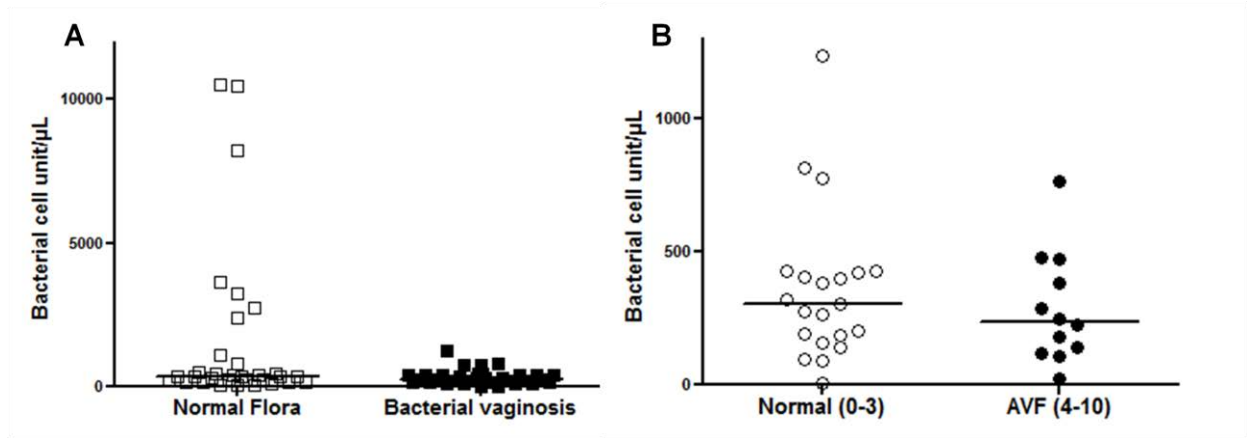 A
Bacterial cell unit/µL
10000
5000
0
Normal Flora
Bacterial vaginosis
B
Bacterial cell unit/µL
1000
500
0
Normal (0-3)
AVF (4-10)